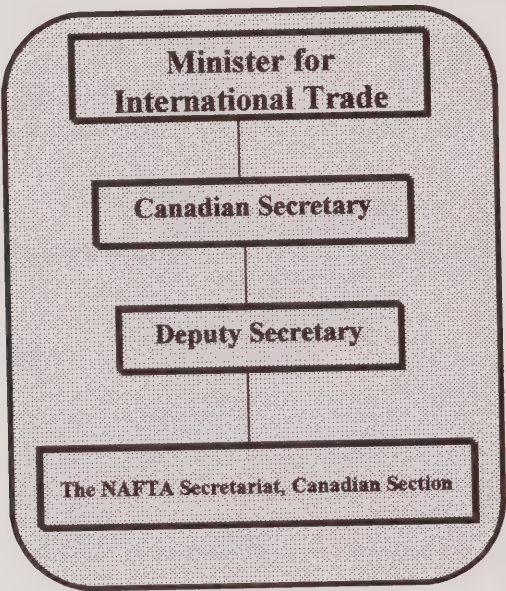 Minister for
International Trade
Canadian Secretary
Deputy Secretary
The NAFTA Secretariat, Canadian Section